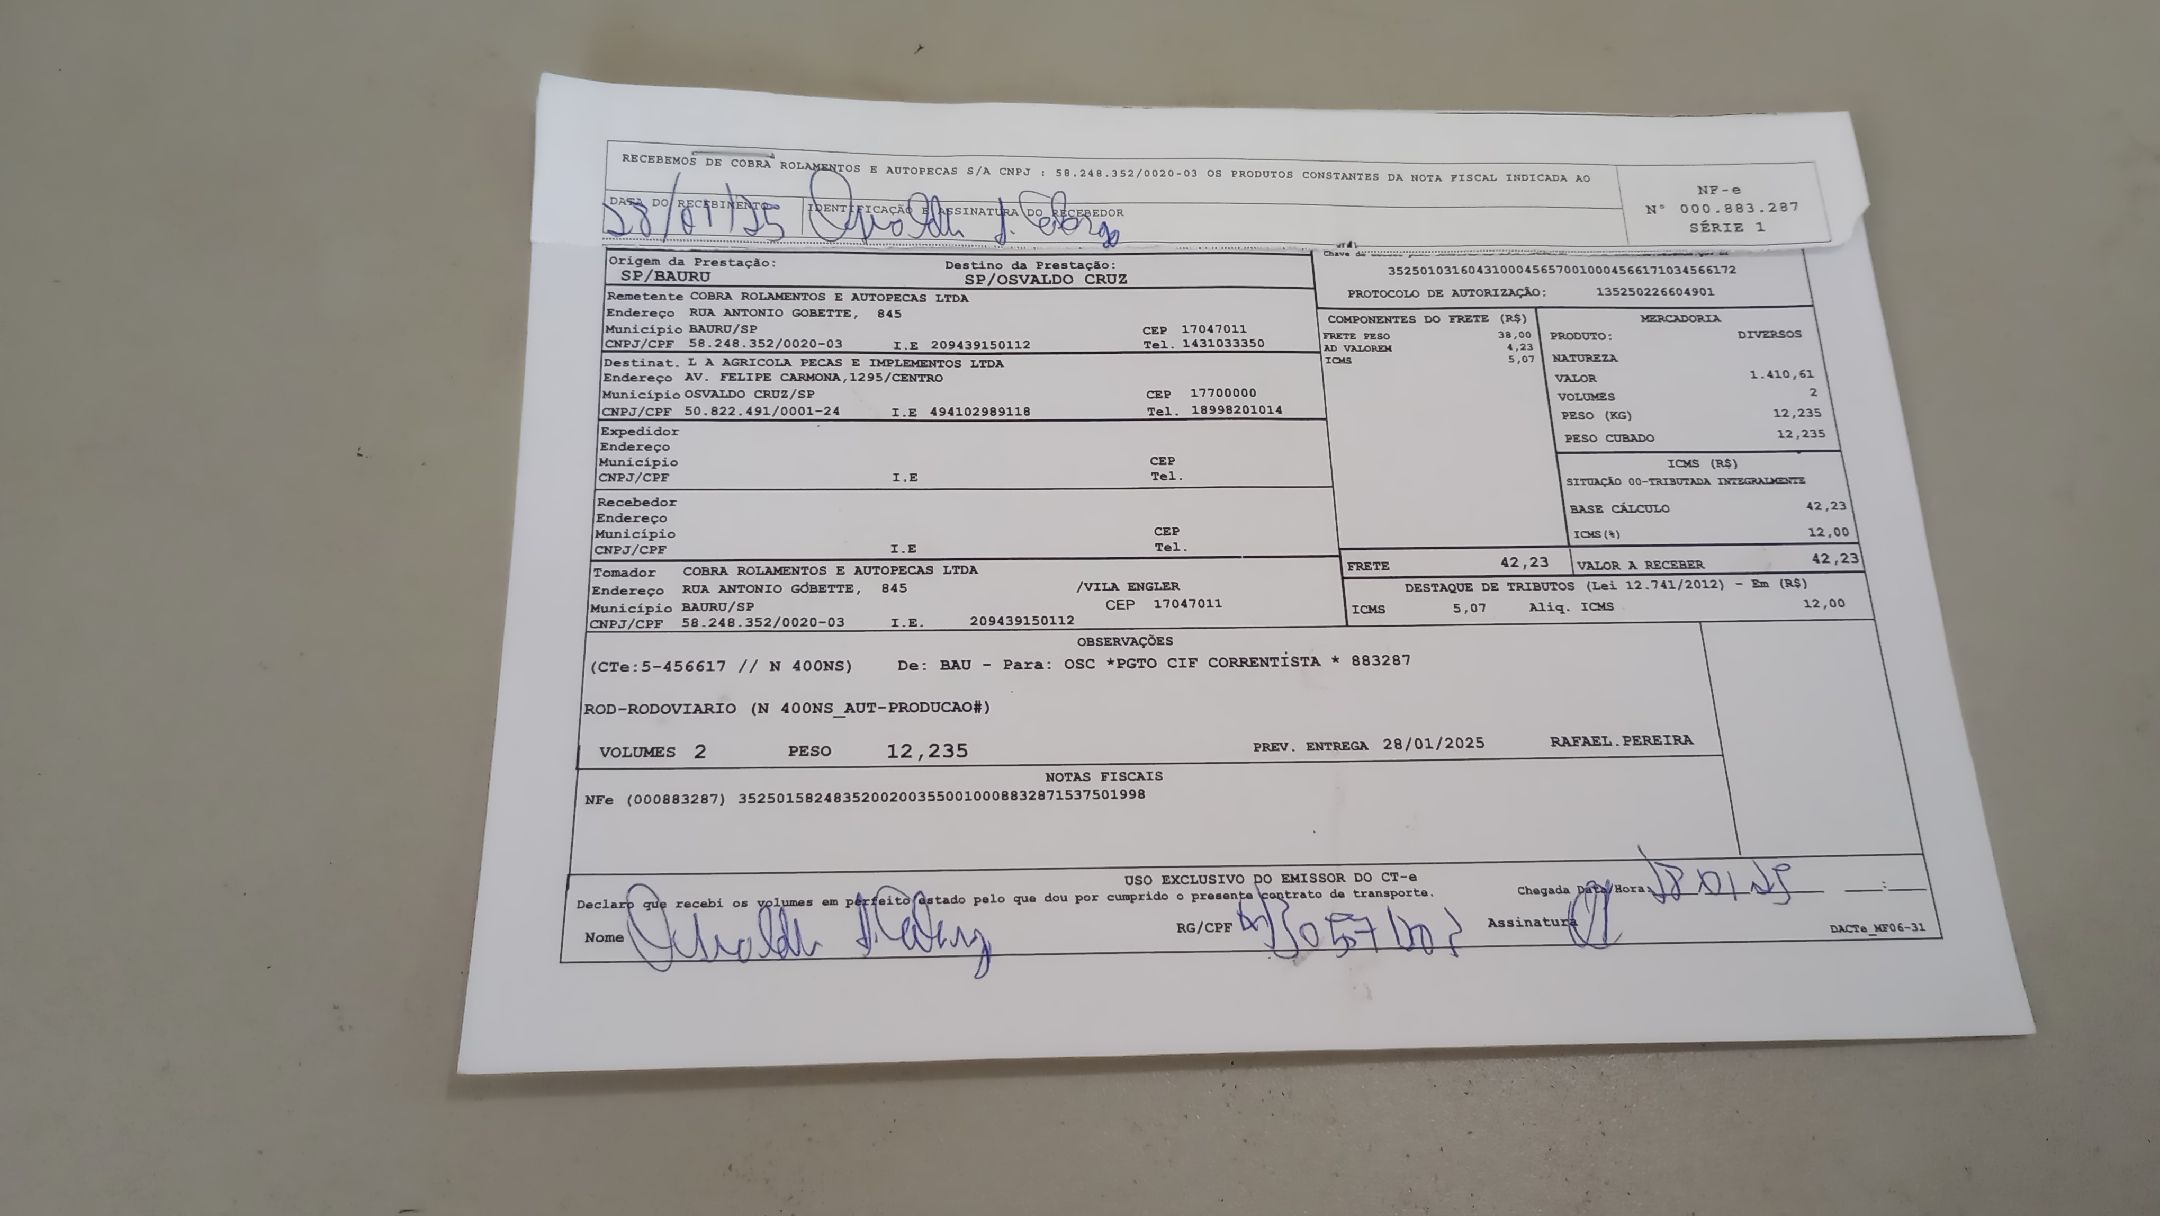 RECEBEMOS DE COBRA ROLAMENTOS E AUTOPECAS S/A CNPJ : 58.248.352/0020-03 OS PRODUTOS CONSTANTES DA NOTA FISCAL INDICADA AO
NF-e
Nº 000.883.287
SÉRIE 1
DATA DO RECEBIMENTO IDENTIFICAÇÃO E ASSINATURA DO RECEBEDOR
28/01/25
Origem da Prestação: Destino da Prestação:
SP/BAURU SP/OSVALDO CRUZ
Remetente COBRA ROLAMENTOS E AUTOPECAS LTDA
Endereço RUA ANTONIO GOBETTE, 845
Município BAURU/SP CEP 17047011
CNPJ/CPF 58.248.352/0020-03 I.E 209439150112 Tel. 1431033350
Destinat. L A AGRICOLA PECAS E IMPLEMENTOS LTDA
Endereço AV. FELIPE CARMONA,1295/CENTRO
Município OSVALDO CRUZ/SP CEP 17700000
CNPJ/CPF 50.822.491/0001-24 I.E 494102989118 Tel. 18998201014
Expedidor
Endereço
Município CEP
CNPJ/CPF I.E Tel.
Recebedor
Endereço
Município CEP
CNPJ/CPF I.E Tel.
Tomador COBRA ROLAMENTOS E AUTOPECAS LTDA
Endereço RUA ANTONIO GOBETTE, 845 /VILA ENGLER
Município BAURU/SP CEP 17047011
CNPJ/CPF 58.248.352/0020-03 I.E. 209439150112
35250103160431000456570010004566171034566172
PROTOCOLO DE AUTORIZAÇÃO: 135250226604901
COMPONENTES DO FRETE (R$)
FRETE PESO 38,00
AD VALOREM 4,23
ICMS 5,07
MERCADORIA
PRODUTO: DIVERSOS
NATUREZA
VALOR 1.410,61
VOLUMES 2
PESO (KG) 12,235
PESO CUBADO 12,235
ICMS (R$)
SITUAÇÃO 00-TRIBUTADA INTEGRALMENTE
BASE CÁLCULO 42,23
ICMS(%) 12,00
FRETE 42,23 VALOR A RECEBER 42,23
DESTAQUE DE TRIBUTOS (Lei 12.741/2012) - Em (R$)
ICMS 5,07 Aliq. ICMS 12,00
OBSERVAÇÕES
(CTe:5-456617 // N 400NS) De: BAU - Para: OSC *PGTO CIF CORRENTISTA * 883287
ROD-RODOVIARIO (N 400NS_AUT-PRODUCAO#)
VOLUMES 2 PESO 12,235 PREV. ENTREGA 28/01/2025 RAFAEL.PEREIRA
NOTAS FISCAIS
NFe (000883287) 35250158248352002003550010008832871537501998
USO EXCLUSIVO DO EMISSOR DO CT-e
Declaro que recebi os volumes em perfeito estado pelo que dou por cumprido o presente contrato de transporte. Chegada Data/Hora: 28 01 25
Nome RG/CPF Assinatura
DACTe_MF06-31